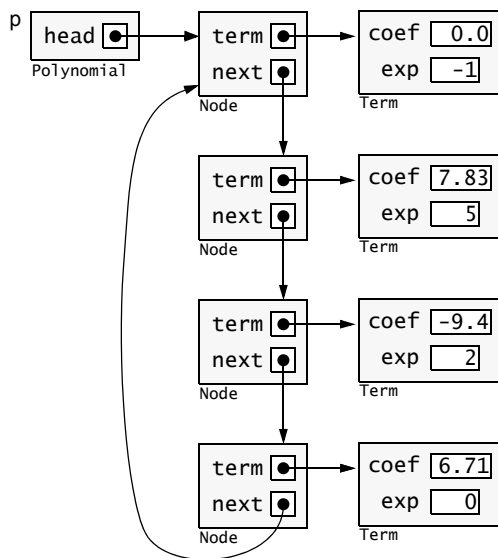 p
head
Polynomial
term
next
Node
coef 0.0
exp -1
Term
term
next
Node
coef 7.83
exp 5
Term
term
next
Node
coef -9.4
exp 2
Term
term
next
Node
coef 6.71
exp 0
Term